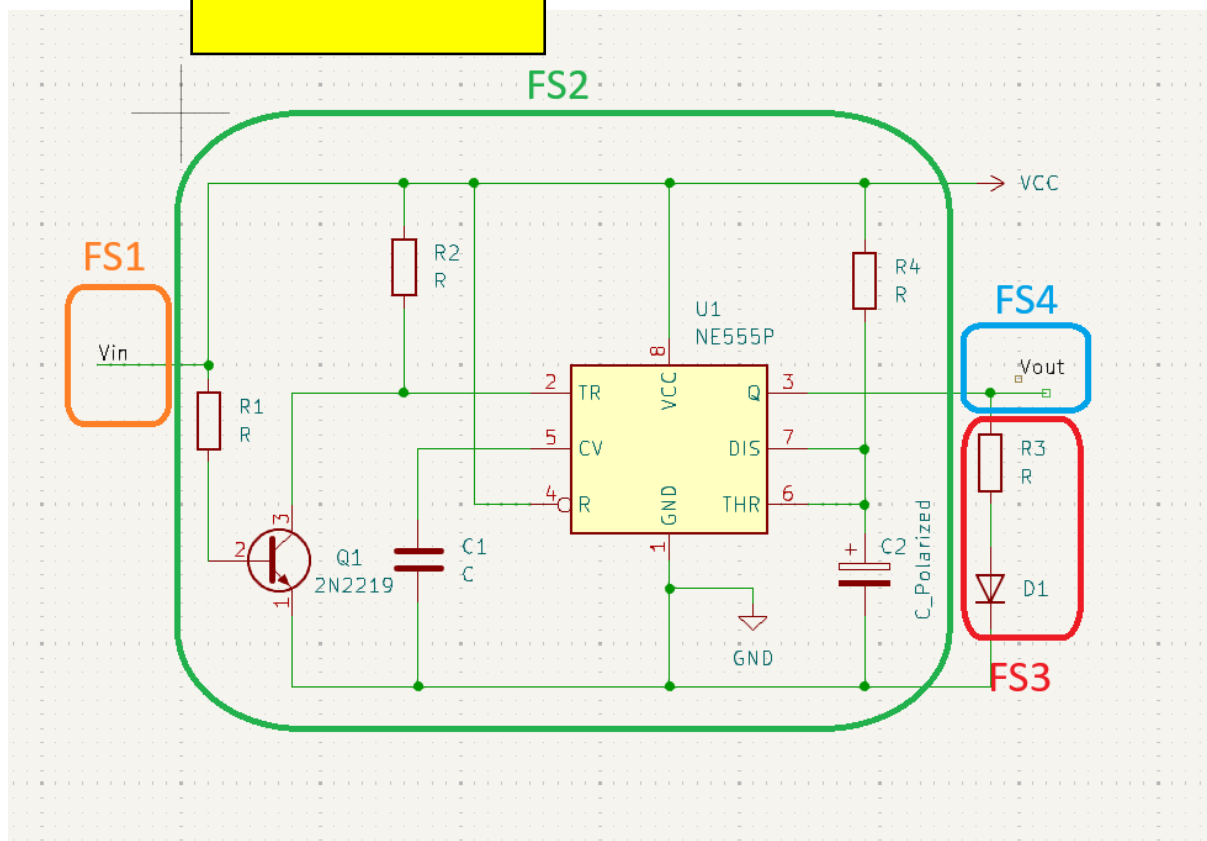 FS2
VCC
FS1
R2
R
R4
R
FS4
U1
NE555P
Vin
8
Vout
2
TR
VCC
Q
3
R1
R
5
CV
DIS
7
R3
R
4
R
GND
THR
6
3
2
Q1
2N2219
1
C1
C
1
+
C2
C_Polarized
D1
GND
FS3